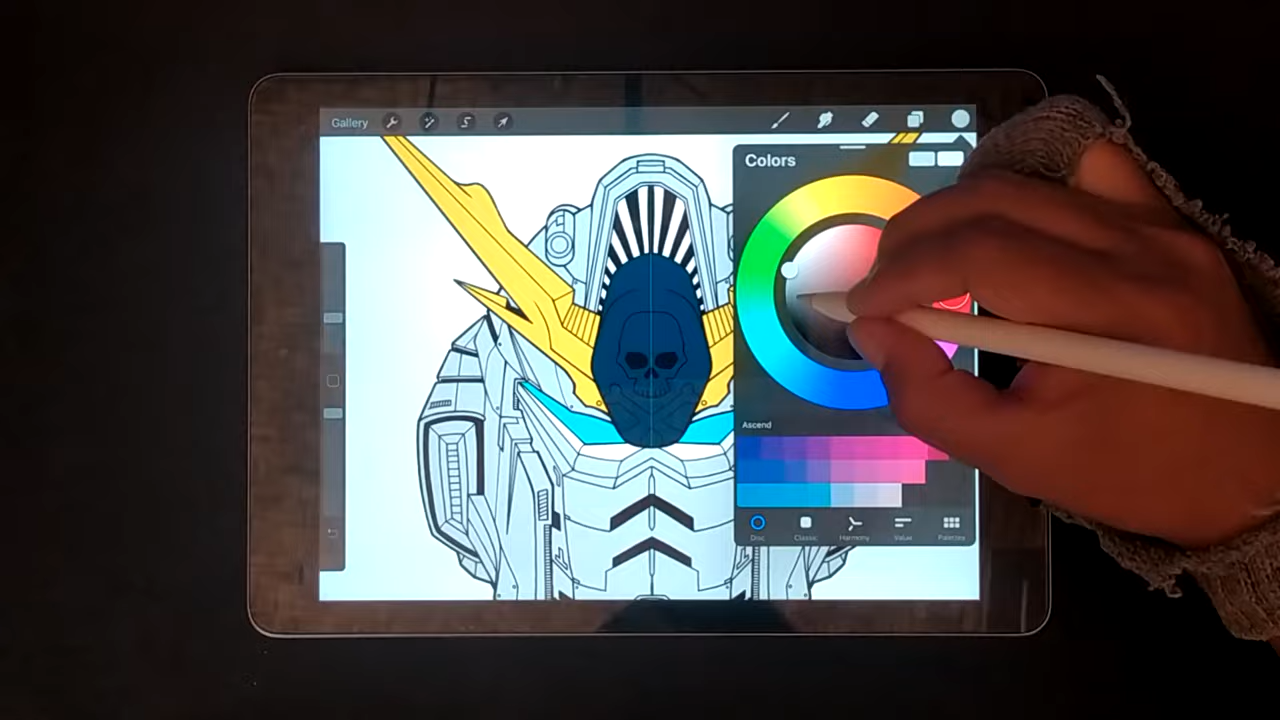 Gallery
Colors
Ascend
Disc
Classic
Harmony
Value
Palettes